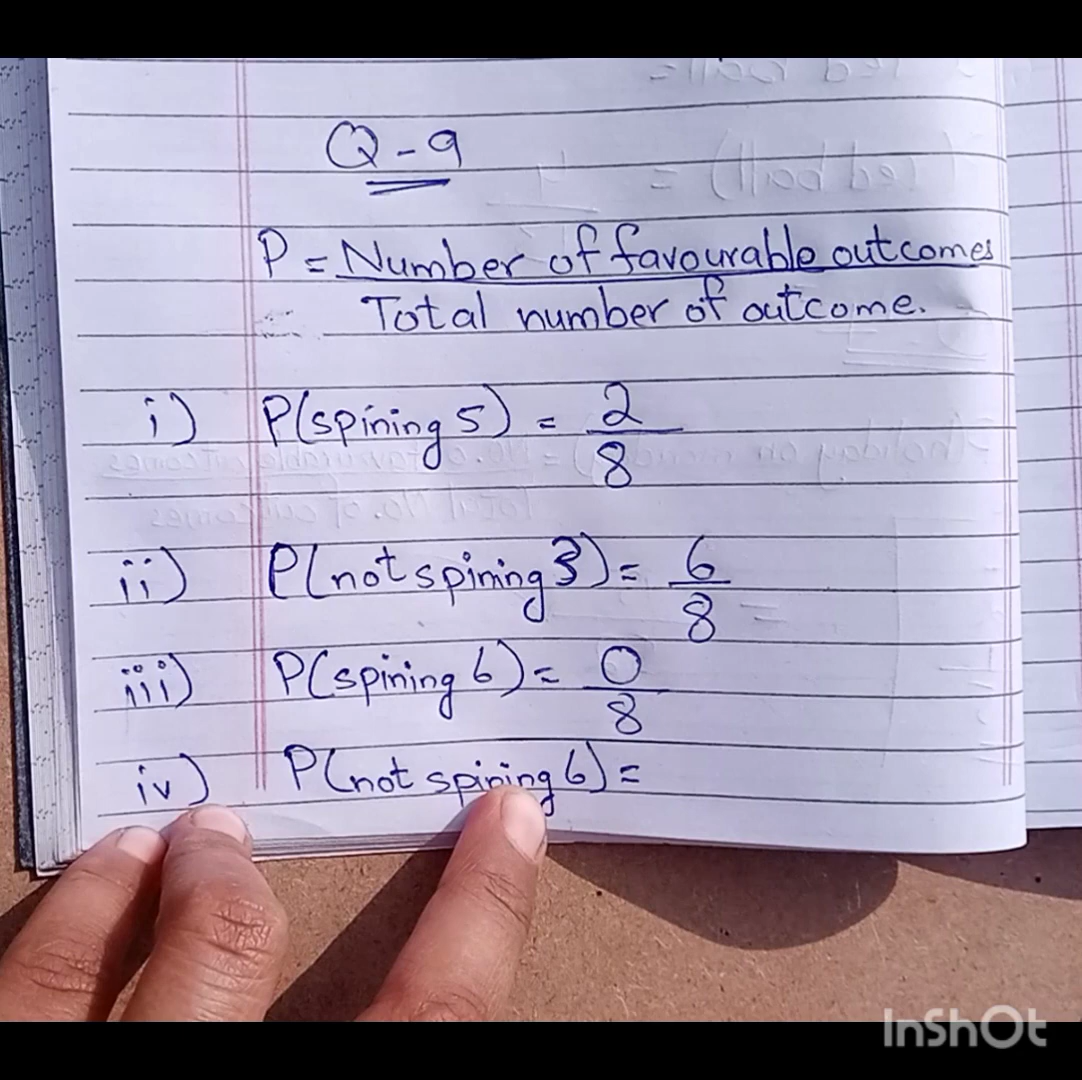 Q-9
P = Number of favourable outcomes
Total number of outcome.
i) P(spining 5) = 2/8
ii) P(not spining 3) = 6/8
iii) P(spining 6) = 0/8
iv) P(not spining 6) =
InShOt